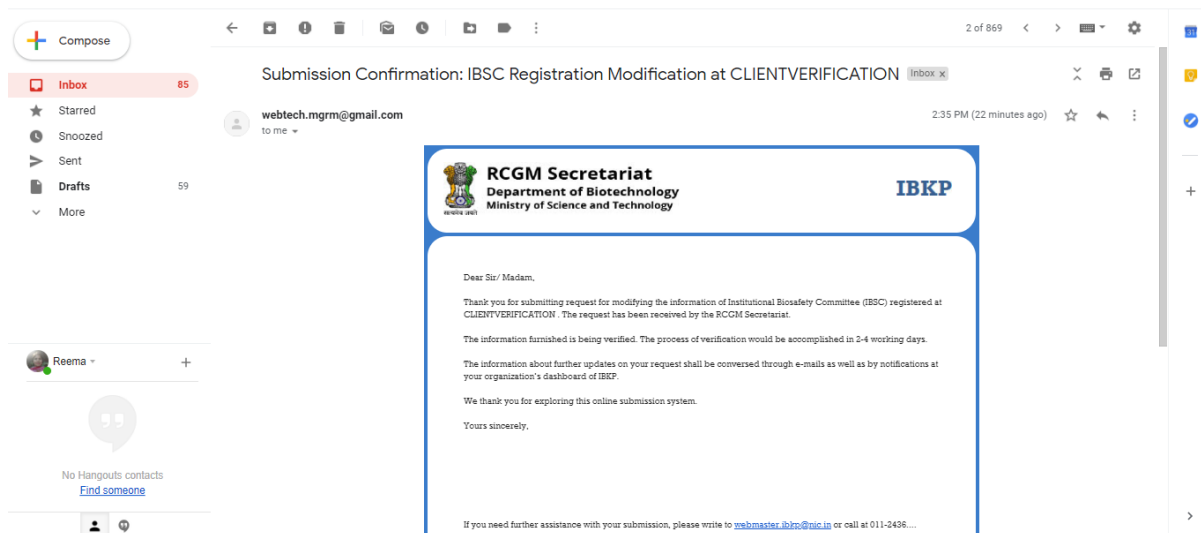 Compose
2 of 869
Submission Confirmation: IBSC Registration Modification at CLIENTVERIFICATION Inbox x
Inbox 85
Starred
Snoozed
Sent
Drafts 59
More
webtech.mgrm@gmail.com 2:35 PM (22 minutes ago)
to me
RCGM Secretariat
Department of Biotechnology
Ministry of Science and Technology
सत्यमेव जयते
IBKP
Dear Sir/ Madam,
Thank you for submitting request for modifying the information of Institutional Biosafety Committee (IBSC) registered at
CLIENTVERIFICATION . The request has been received by the RCGM Secretariat.
The information furnished is being verified. The process of verification would be accomplished in 2-4 working days.
The information about further updates on your request shall be conversed through e-mails as well as by notifications at
your organization's dashboard of IBKP.
We thank you for exploring this online submission system.
Yours sincerely,
If you need further assistance with your submission, please write to webmaster.ibkp@nic.in or call at 011-2436....
Reema
No Hangouts contacts
Find someone
31